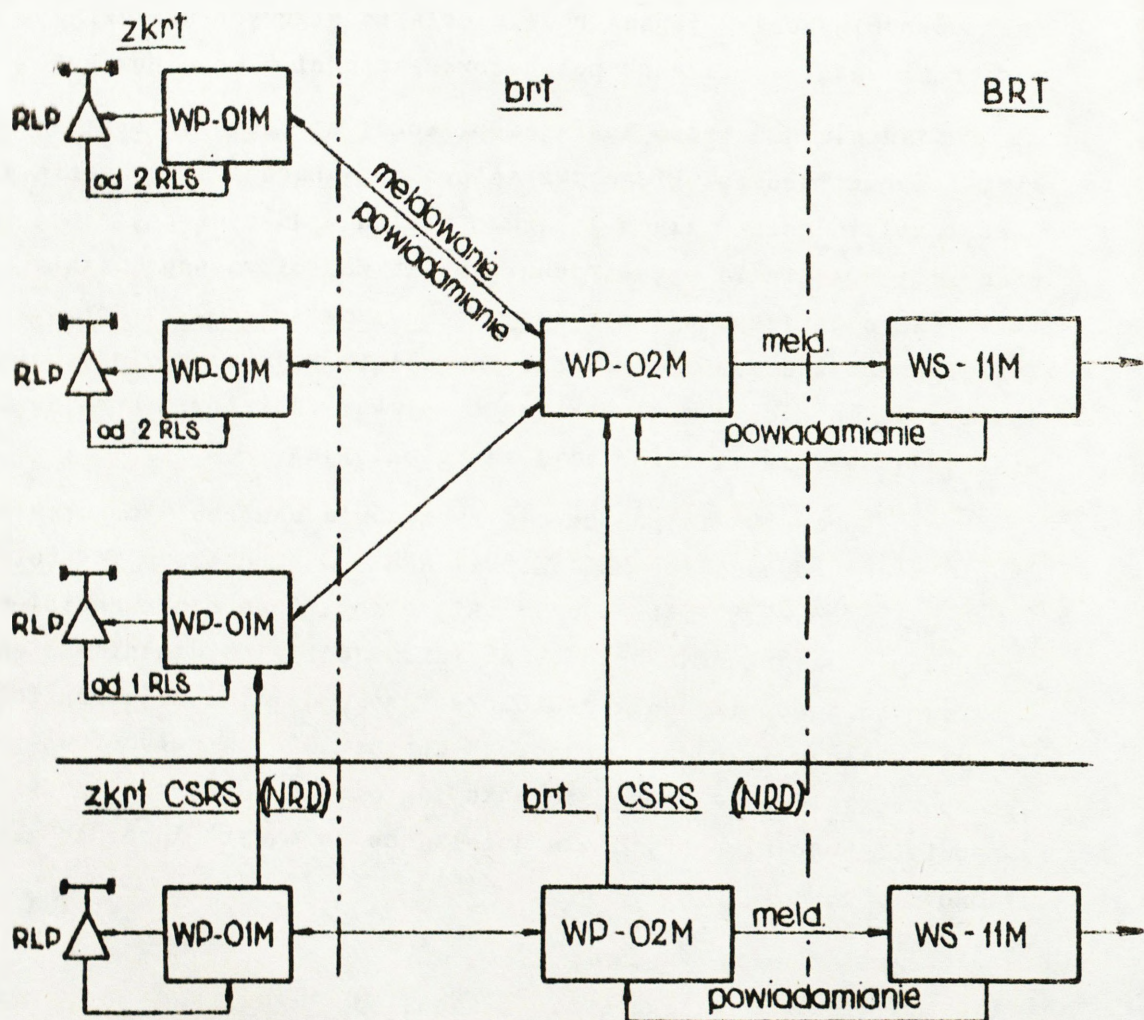 zkrt
brt
BRT
RLP
WP-01M
od 2 RLS
meldowanie
powiadamianie
RLP
WP-01M
od 2 RLS
WP-02M
meld.
WS-11M
powiadamianie
RLP
WP-01M
od 1 RLS
zkrt CSRS (NRD)
brt CSRS (NRD)
RLP
WP-01M
WP-02M
meld.
WS-11M
powiadamianie